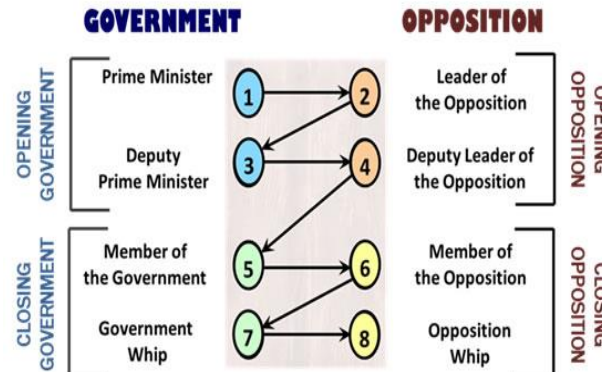 GOVERNMENT
OPPOSITION
OPENING
GOVERNMENT
Prime Minister
1
2
Leader of
the Opposition
Deputy
Prime Minister
3
4
Deputy Leader of
the Opposition
OPENING
OPPOSITION
CLOSING
GOVERNMENT
Member of
the Government
5
6
Member of
the Opposition
Government
Whip
7
8
Opposition
Whip
CLOSING
OPPOSITION